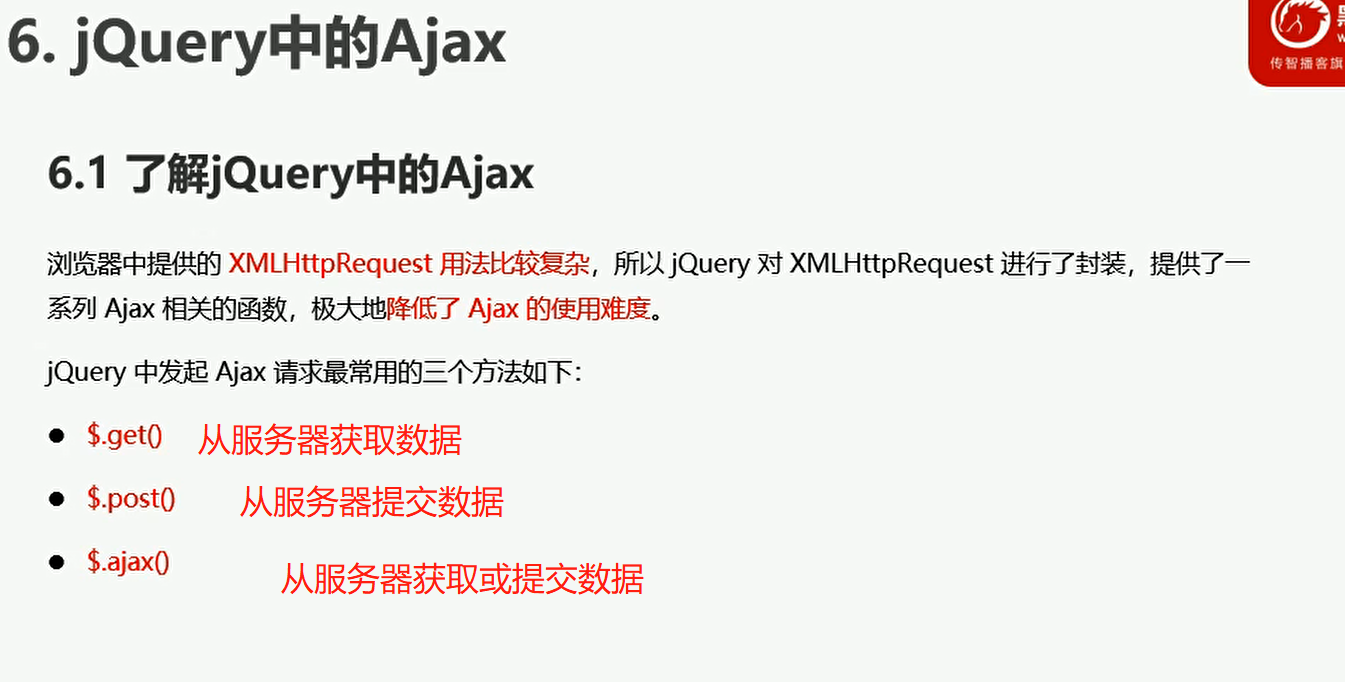 6. jQuery中的Ajax
传智播客旗
6.1 了解jQuery中的Ajax
浏览器中提供的 XMLHttpRequest 用法比较复杂，所以 jQuery 对 XMLHttpRequest 进行了封装，提供了一
系列 Ajax 相关的函数，极大地降低了 Ajax 的使用难度。
jQuery 中发起 Ajax 请求最常用的三个方法如下：
● $.get() 从服务器获取数据
● $.post() 从服务器提交数据
● $.ajax() 从服务器获取或提交数据